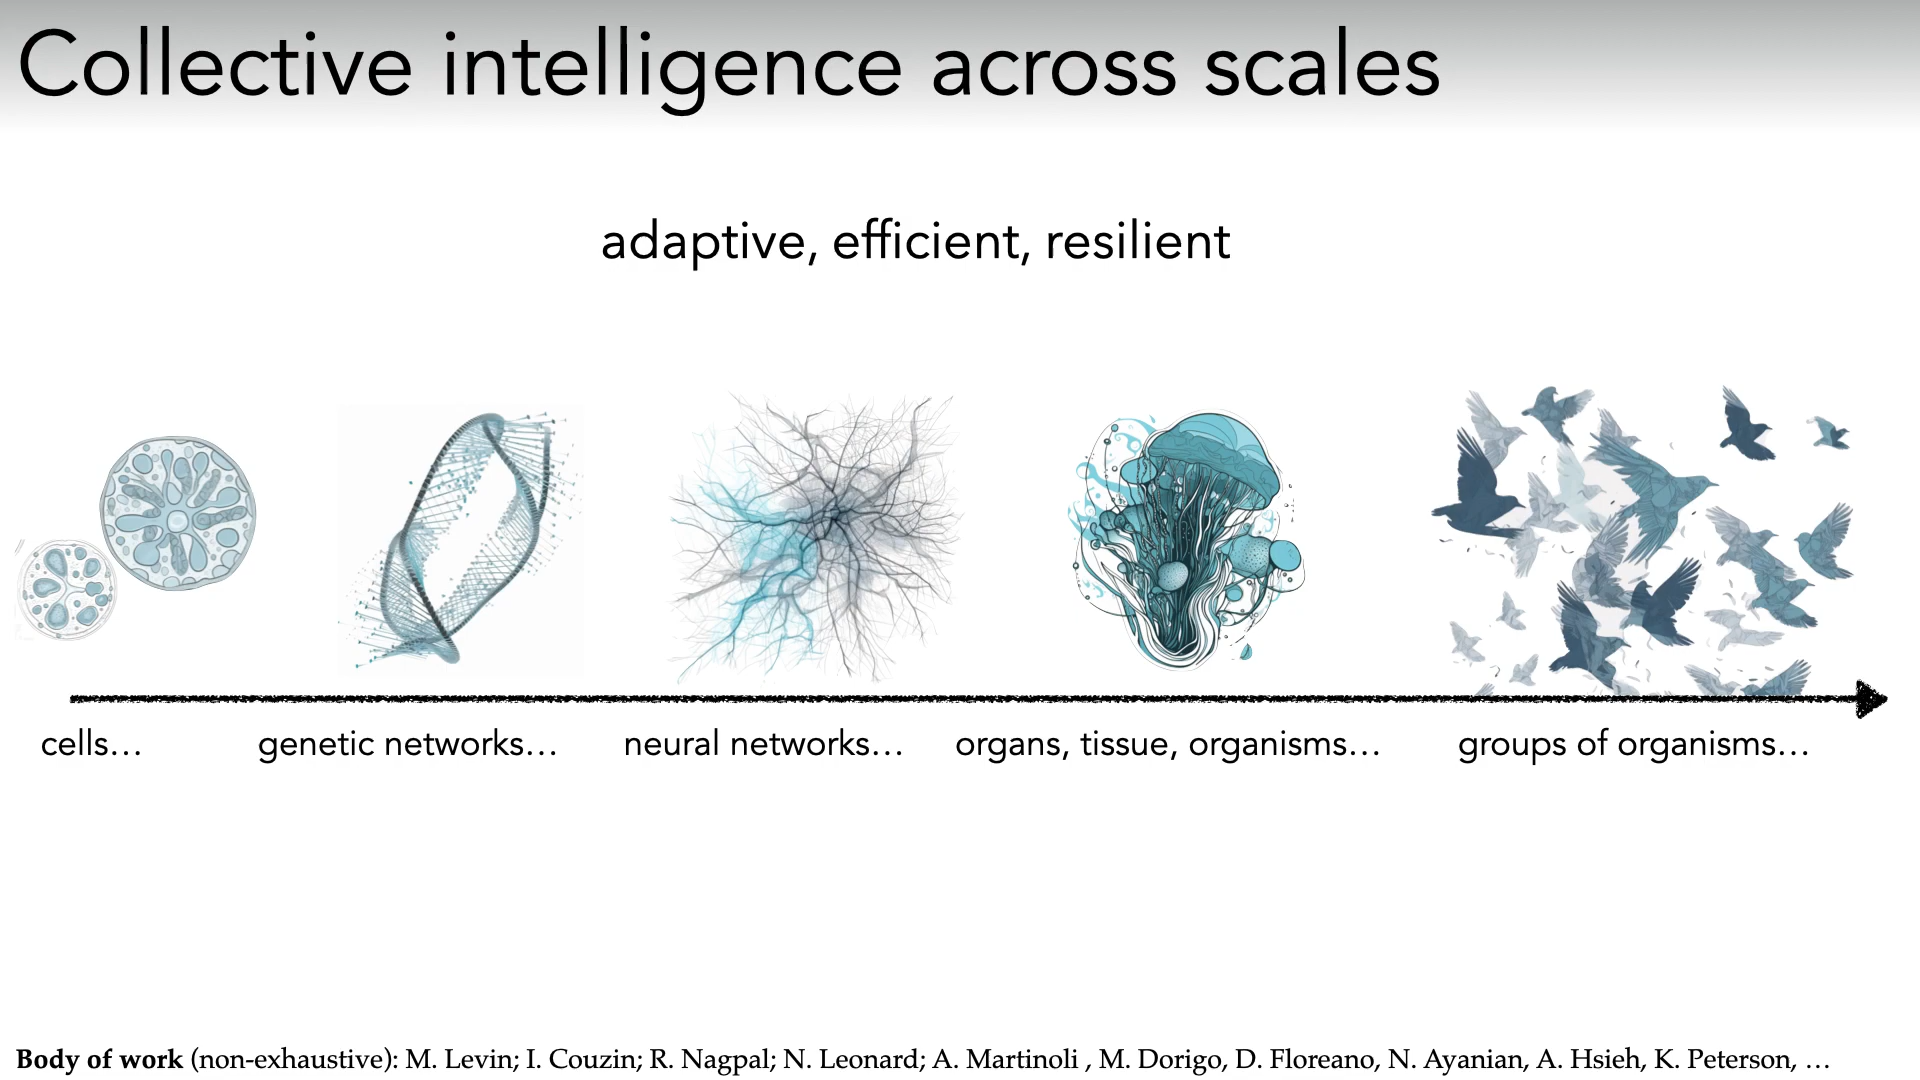 Collective intelligence across scales
adaptive, efficient, resilient
cells…
genetic networks…
neural networks…
organs, tissue, organisms…
groups of organisms…
Body of work (non-exhaustive): M. Levin; I. Couzin; R. Nagpal; N. Leonard; A. Martinoli , M. Dorigo, D. Floreano, N. Ayanian, A. Hsieh, K. Peterson, …